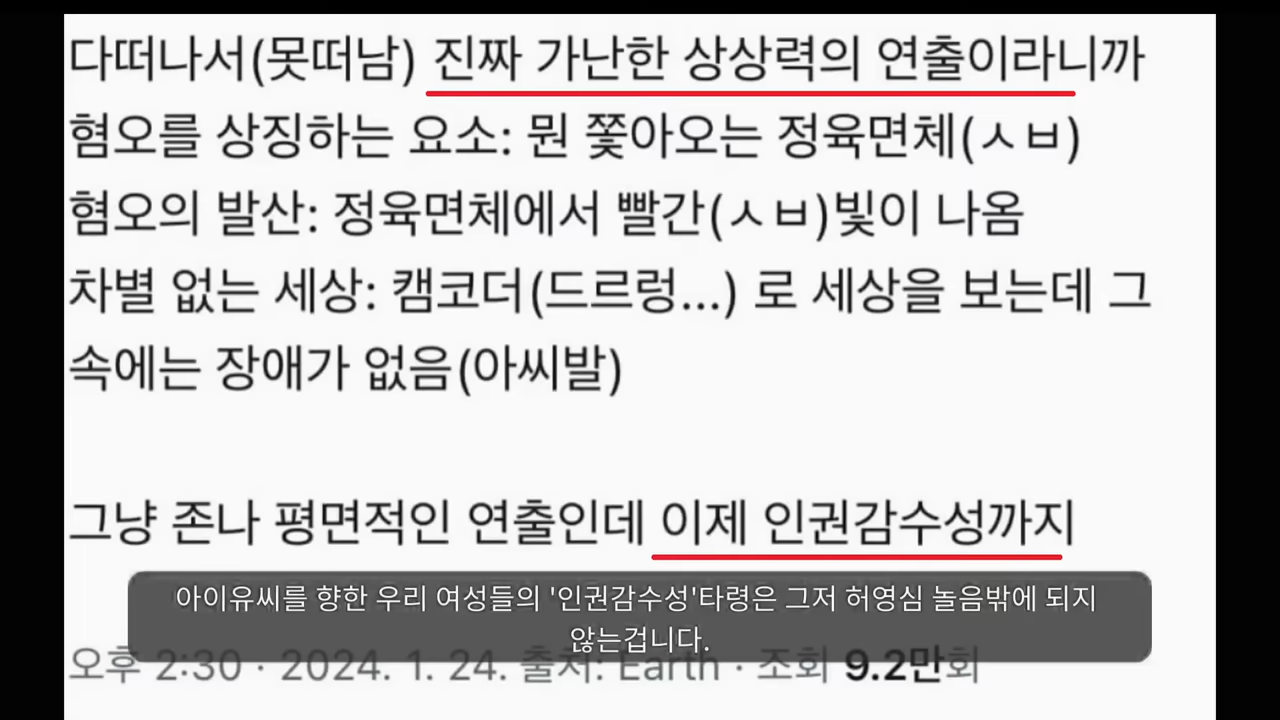 다떠나서(못떠남) 진짜 가난한 상상력의 연출이라니까
혐오를 상징하는 요소: 뭔 쫓아오는 정육면체(ㅅㅂ)
혐오의 발산: 정육면체에서 빨간(ㅅㅂ)빛이 나옴
차별 없는 세상: 캠코더(드르렁...) 로 세상을 보는데 그
속에는 장애가 없음(아씨발)
그냥 존나 평면적인 연출인데 이제 인권감수성까지
아이유씨를 향한 우리 여성들의 '인권감수성'타령은 그저 허영심 놀음밖에 되지
않는겁니다.
오후 2:30 · 2024. 1. 24. 출처: Earth · 조회 9.2만회